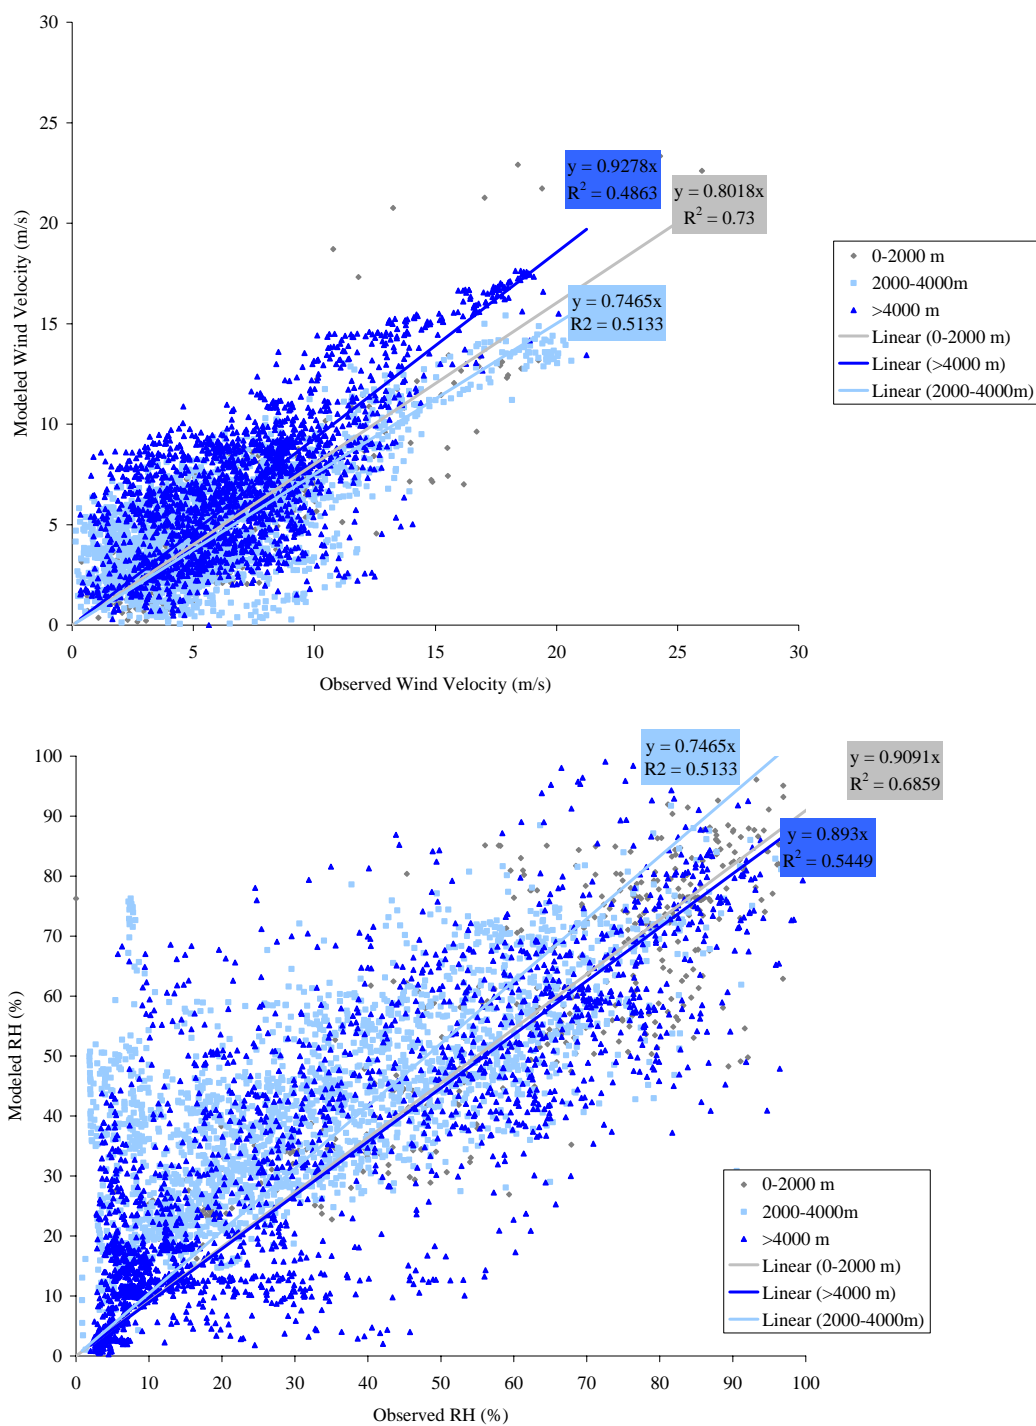 30
25
20
15
10
5
0
Modeled Wind Velocity (m/s)
y = 0.9278x
R² = 0.4863
y = 0.8018x
R² = 0.73
y = 0.7465x
R2 = 0.5133
0-2000 m
2000-4000m
>4000 m
Linear (0-2000 m)
Linear (>4000 m)
Linear (2000-4000m)
0 5 10 15 20 25 30
Observed Wind Velocity (m/s)
100
90
80
70
60
50
40
30
20
10
0
Modeled RH (%)
y = 0.7465x
R2 = 0.5133
y = 0.9091x
R² = 0.6859
y = 0.893x
R² = 0.5449
0-2000 m
2000-4000m
>4000 m
Linear (0-2000 m)
Linear (>4000 m)
Linear (2000-4000m)
0 10 20 30 40 50 60 70 80 90 100
Observed RH (%)